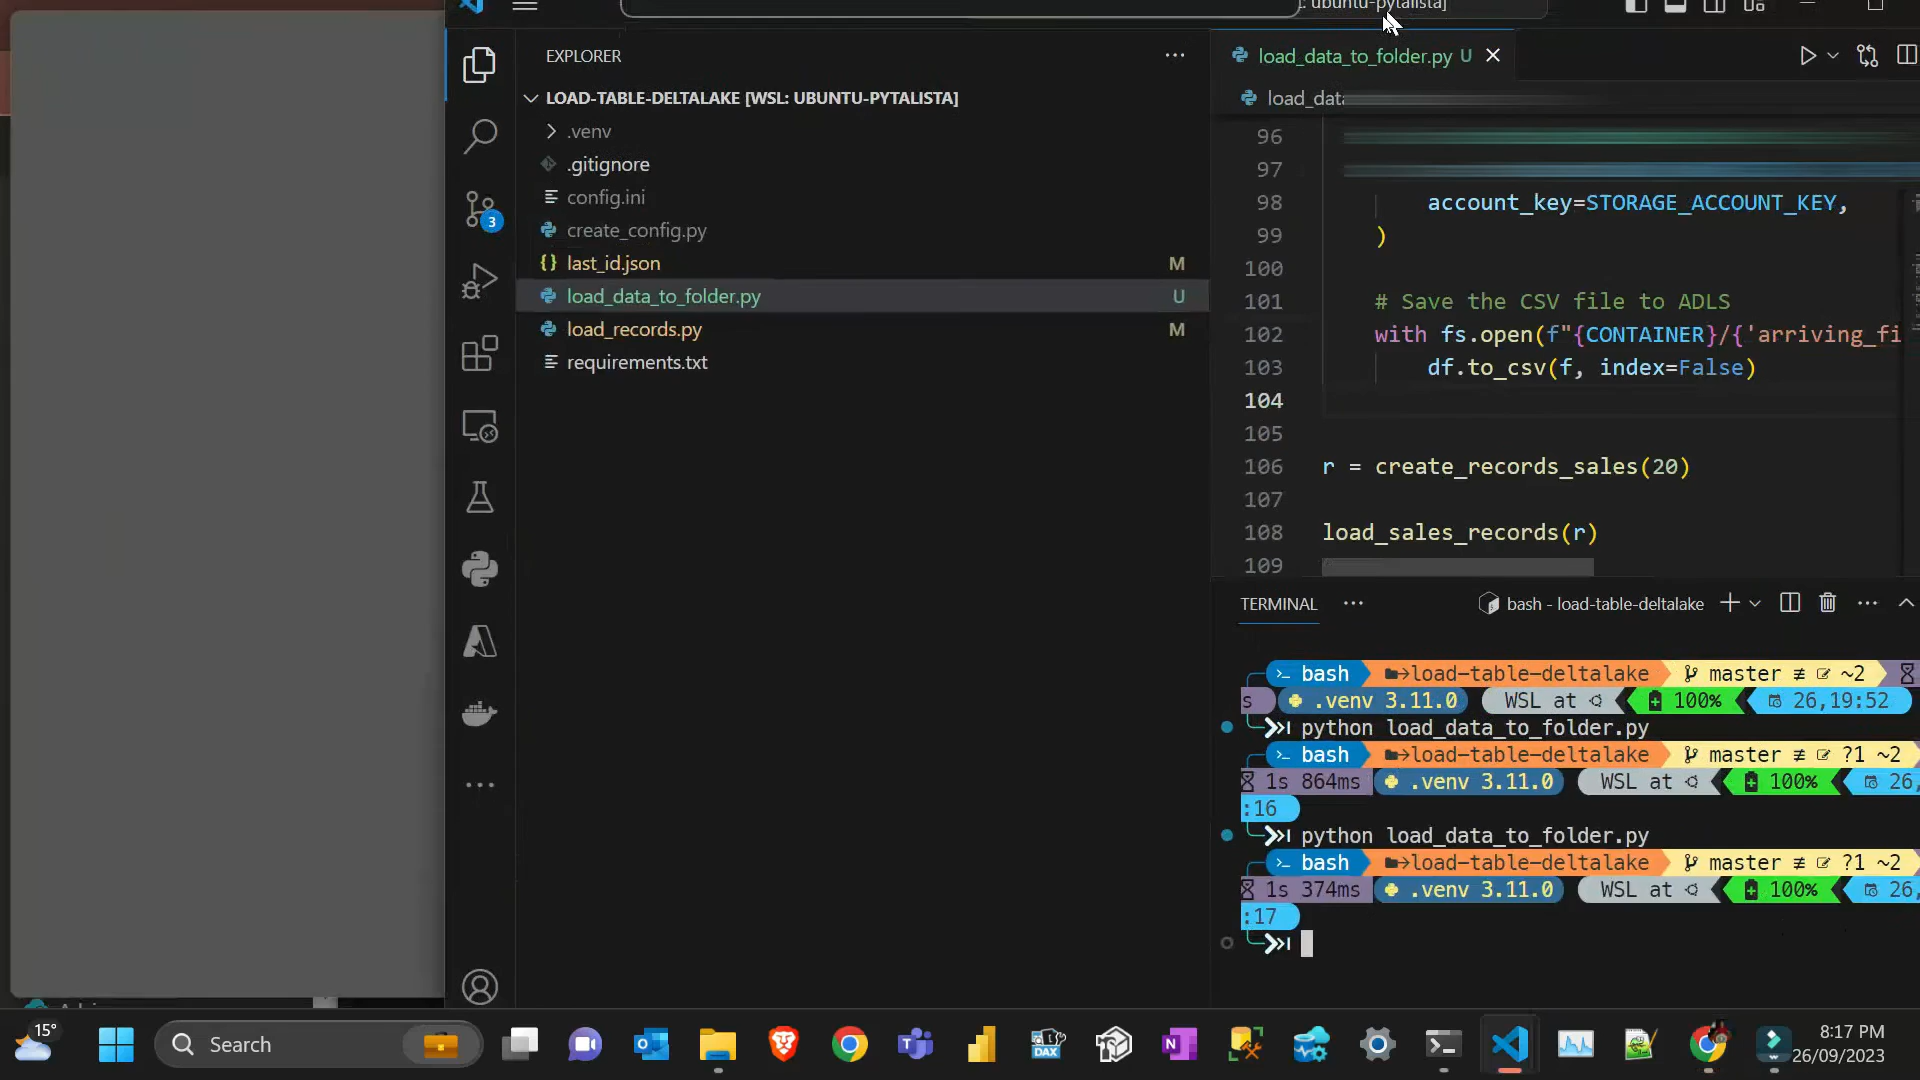 : ubuntu-pytalista]
EXPLORER
LOAD-TABLE-DELTALAKE [WSL: UBUNTU-PYTALISTA]
.venv
.gitignore
config.ini
create_config.py
last_id.json M
load_data_to_folder.py U
load_records.py M
requirements.txt
3
load_data_to_folder.py U
load_dat
96
97
98 account_key=STORAGE_ACCOUNT_KEY,
99 )
100
101 # Save the CSV file to ADLS
102 with fs.open(f"{CONTAINER}/{'arriving_fi
103 df.to_csv(f, index=False)
104
105
106 r = create_records_sales(20)
107
108 load_sales_records(r)
109
TERMINAL
bash - load-table-deltalake
bash load-table-deltalake master ≢ ~2
s .venv 3.11.0 WSL at 100% 26,19:52
python load_data_to_folder.py
bash load-table-deltalake master ≢ ?1 ~2
1s 864ms .venv 3.11.0 WSL at 100% 26,
:16
python load_data_to_folder.py
bash load-table-deltalake master ≢ ?1 ~2
1s 374ms .venv 3.11.0 WSL at 100% 26,
:17
15°
Search
DAX
8:17 PM
26/09/2023